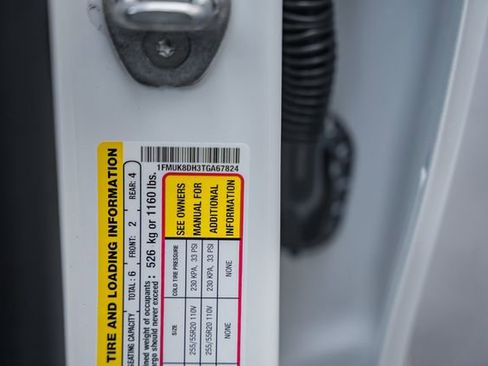 1FMUK8DH3TGA67824
TIRE AND LOADING INFORMATION
SEATING CAPACITY TOTAL: 6 FRONT: 2 REAR: 4
ned weight of occupants
rgo should never exceed: 526 kg or 1160 lbs.
SIZE COLD TIRE PRESSURE SEE OWNERS
255/55R20 110V 230 KPA, 33 PSI MANUAL FOR
255/55R20 110V 230 KPA, 33 PSI ADDITIONAL
NONE NONE INFORMATION